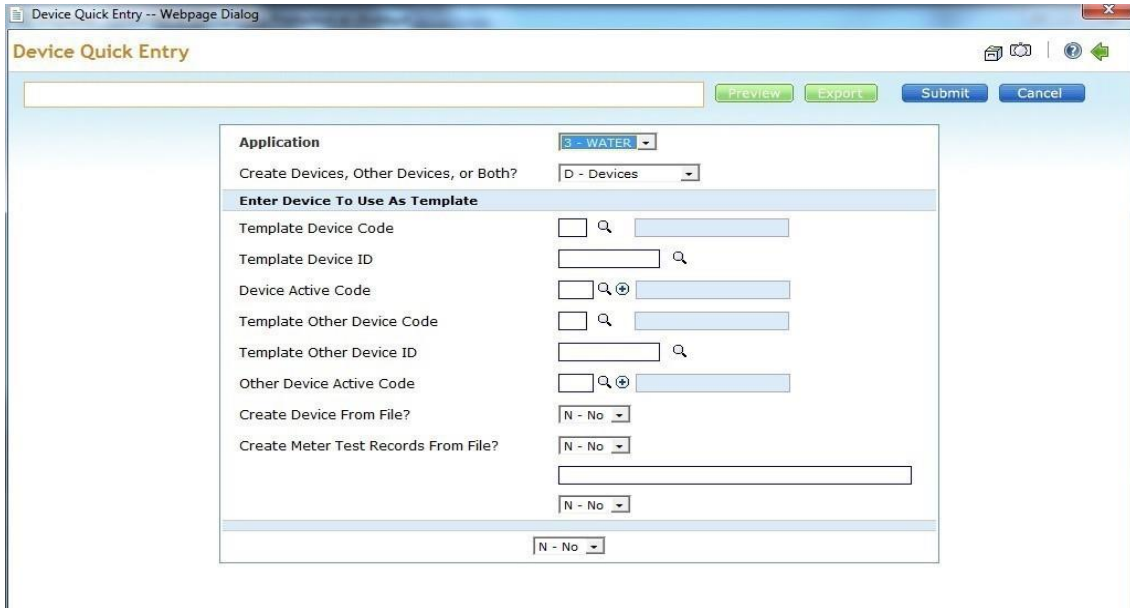 Device Quick Entry -- Webpage Dialog
Device Quick Entry
Preview Export Submit Cancel
Application 3 - WATER
Create Devices, Other Devices, or Both? D - Devices
Enter Device To Use As Template
Template Device Code
Template Device ID
Device Active Code
Template Other Device Code
Template Other Device ID
Other Device Active Code
Create Device From File? N - No
Create Meter Test Records From File? N - No
N - No
N - No